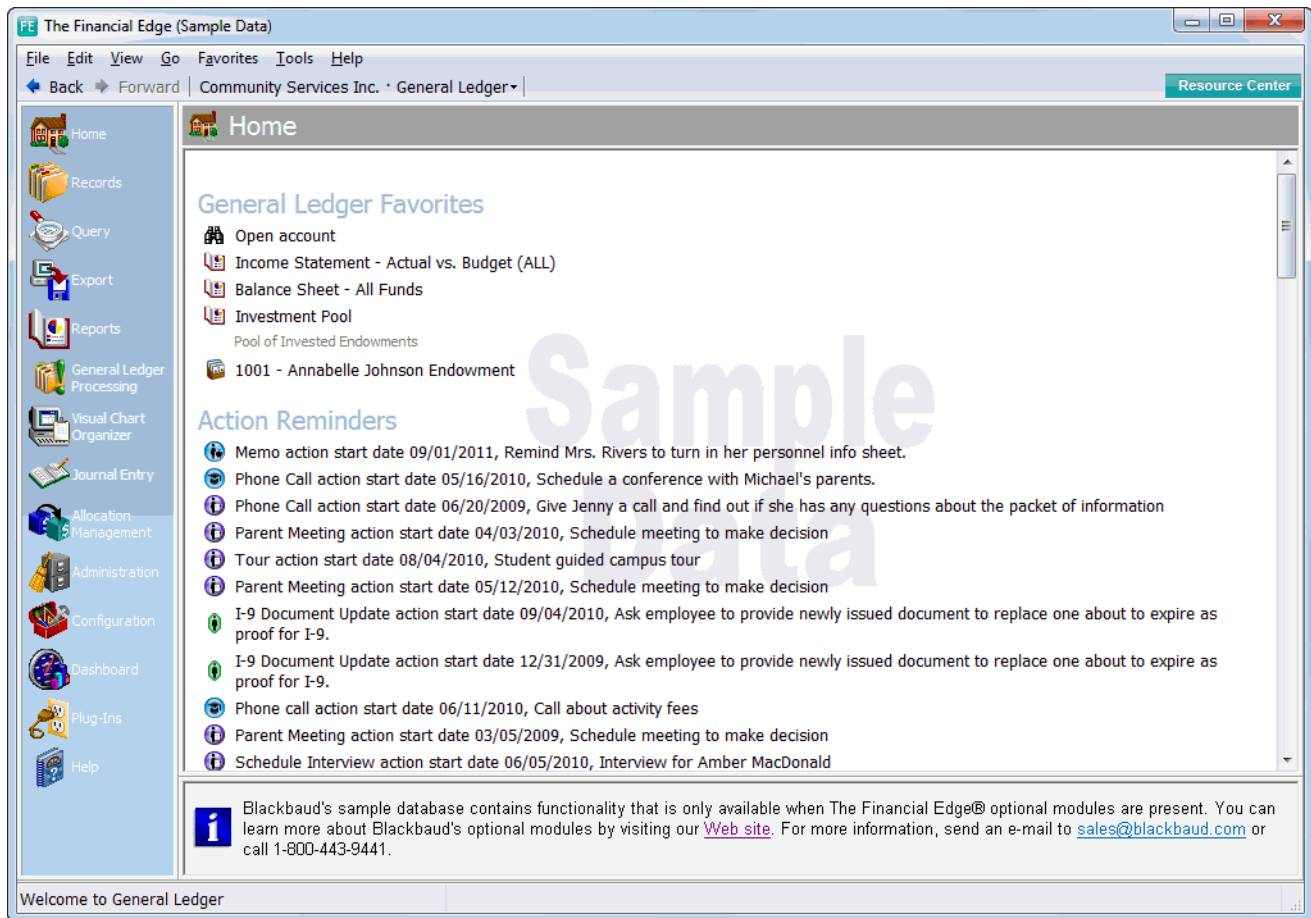 FE The Financial Edge (Sample Data)
File Edit View Go Favorites Tools Help
Back Forward Community Services Inc. · General Ledger
Resource Center
Home
Records
Query
Export
Reports
General Ledger
Processing
Visual Chart
Organizer
Journal Entry
Allocation
Management
Administration
Configuration
Dashboard
Plug-Ins
Help
Home
General Ledger Favorites
Open account
Income Statement - Actual vs. Budget (ALL)
Balance Sheet - All Funds
Investment Pool
Pool of Invested Endowments
1001 - Annabelle Johnson Endowment
Sample
Data
Action Reminders
Memo action start date 09/01/2011, Remind Mrs. Rivers to turn in her personnel info sheet.
Phone Call action start date 05/16/2010, Schedule a conference with Michael's parents.
Phone Call action start date 06/20/2009, Give Jenny a call and find out if she has any questions about the packet of information
Parent Meeting action start date 04/03/2010, Schedule meeting to make decision
Tour action start date 08/04/2010, Student guided campus tour
Parent Meeting action start date 05/12/2010, Schedule meeting to make decision
I-9 Document Update action start date 09/04/2010, Ask employee to provide newly issued document to replace one about to expire as
proof for I-9.
I-9 Document Update action start date 12/31/2009, Ask employee to provide newly issued document to replace one about to expire as
proof for I-9.
Phone call action start date 06/11/2010, Call about activity fees
Parent Meeting action start date 03/05/2009, Schedule meeting to make decision
Schedule Interview action start date 06/05/2010, Interview for Amber MacDonald
Blackbaud's sample database contains functionality that is only available when The Financial Edge® optional modules are present. You can
learn more about Blackbaud's optional modules by visiting our Web site. For more information, send an e-mail to sales@blackbaud.com or
call 1-800-443-9441.
Welcome to General Ledger